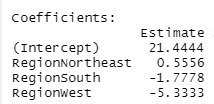 Coefficients:
Estimate
(Intercept) 21.4444
RegionNortheast 0.5556
RegionSouth -1.7778
RegionWest -5.3333